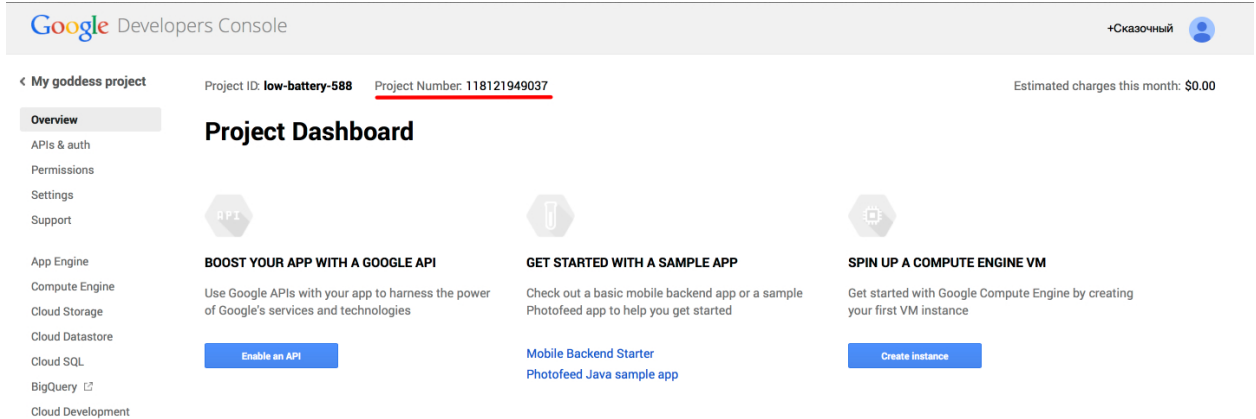 Google Developers Console
+Сказочный
My goddess project
Project ID: low-battery-588
Project Number: 118121949037
Estimated charges this month: $0.00
Overview
APIs & auth
Permissions
Settings
Support
App Engine
Compute Engine
Cloud Storage
Cloud Datastore
Cloud SQL
BigQuery
Cloud Development
Project Dashboard
API
BOOST YOUR APP WITH A GOOGLE API
Use Google APIs with your app to harness the power
of Google's services and technologies
Enable an API
GET STARTED WITH A SAMPLE APP
Check out a basic mobile backend app or a sample
Photofeed app to help you get started
Mobile Backend Starter
Photofeed Java sample app
SPIN UP A COMPUTE ENGINE VM
Get started with Google Compute Engine by creating
your first VM instance
Create instance